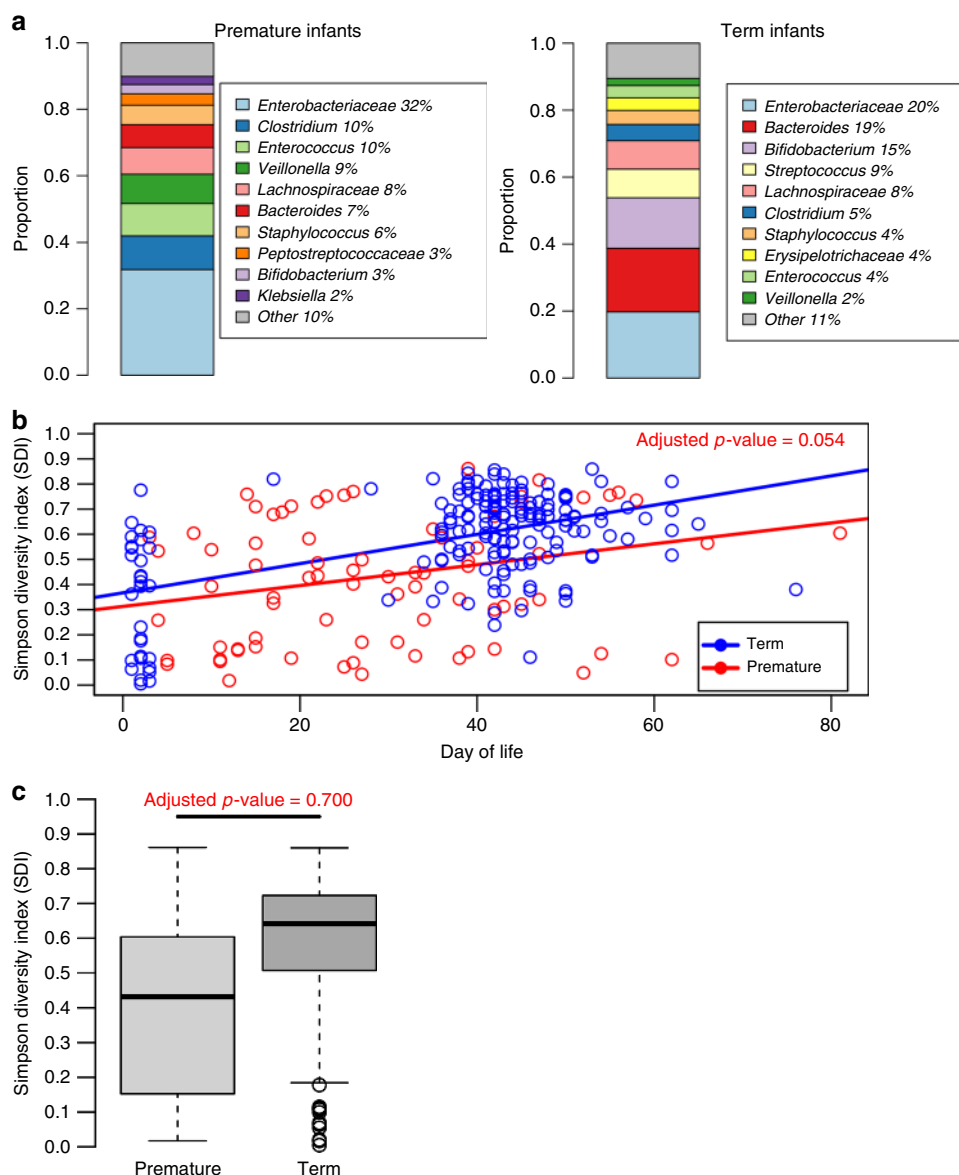 a
Premature infants
Proportion
1.0
0.8
0.6
0.4
0.2
0.0
Enterobacteriaceae 32%
Clostridium 10%
Enterococcus 10%
Veillonella 9%
Lachnospiraceae 8%
Bacteroides 7%
Staphylococcus 6%
Peptostreptococcaceae 3%
Bifidobacterium 3%
Klebsiella 2%
Other 10%
Term infants
Proportion
1.0
0.8
0.6
0.4
0.2
0.0
Enterobacteriaceae 20%
Bacteroides 19%
Bifidobacterium 15%
Streptococcus 9%
Lachnospiraceae 8%
Clostridium 5%
Staphylococcus 4%
Erysipelotrichaceae 4%
Enterococcus 4%
Veillonella 2%
Other 11%
b
Adjusted p-value = 0.054
Simpson diversity index (SDI)
1.0
0.9
0.8
0.7
0.6
0.5
0.4
0.3
0.2
0.1
0.0
Term
Premature
0 20 40 60 80
Day of life
c
Adjusted p-value = 0.700
Simpson diversity index (SDI)
1.0
0.9
0.8
0.7
0.6
0.5
0.4
0.3
0.2
0.1
0.0
Premature Term